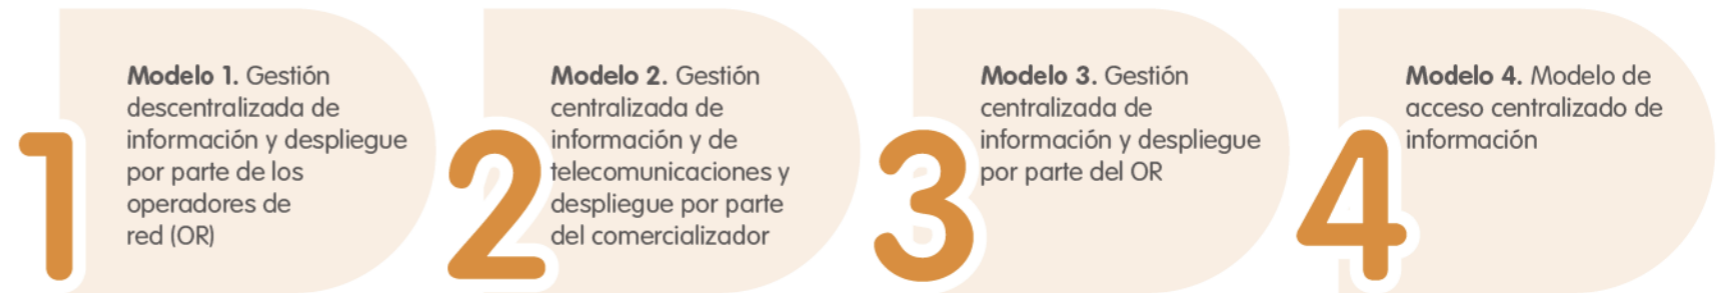 1
Modelo 1. Gestión
descentralizada de
información y despliegue
por parte de los
operadores de
red (OR)
2
Modelo 2. Gestión
centralizada de
información y de
telecomunicaciones y
despliegue por parte
del comercializador
3
Modelo 3. Gestión
centralizada de
información y despliegue
por parte del OR
4
Modelo 4. Modelo de
acceso centralizado de
información